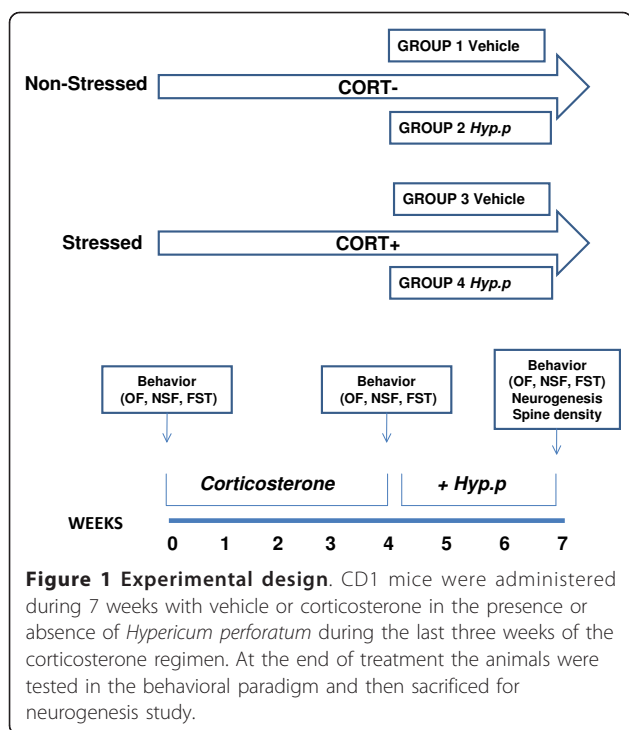 GROUP 1 Vehicle
Non-Stressed
CORT-
GROUP 2 Hyp.p
GROUP 3 Vehicle
Stressed
CORT+
GROUP 4 Hyp.p
Behavior
(OF, NSF, FST)
Behavior
(OF, NSF, FST)
Behavior
(OF, NSF, FST)
Neurogenesis
Spine density
Corticosterone
+ Hyp.p
WEEKS
0 1 2 3 4 5 6 7
Figure 1 Experimental design. CD1 mice were administered
during 7 weeks with vehicle or corticosterone in the presence or
absence of Hypericum perforatum during the last three weeks of the
corticosterone regimen. At the end of treatment the animals were
tested in the behavioral paradigm and then sacrificed for
neurogenesis study.